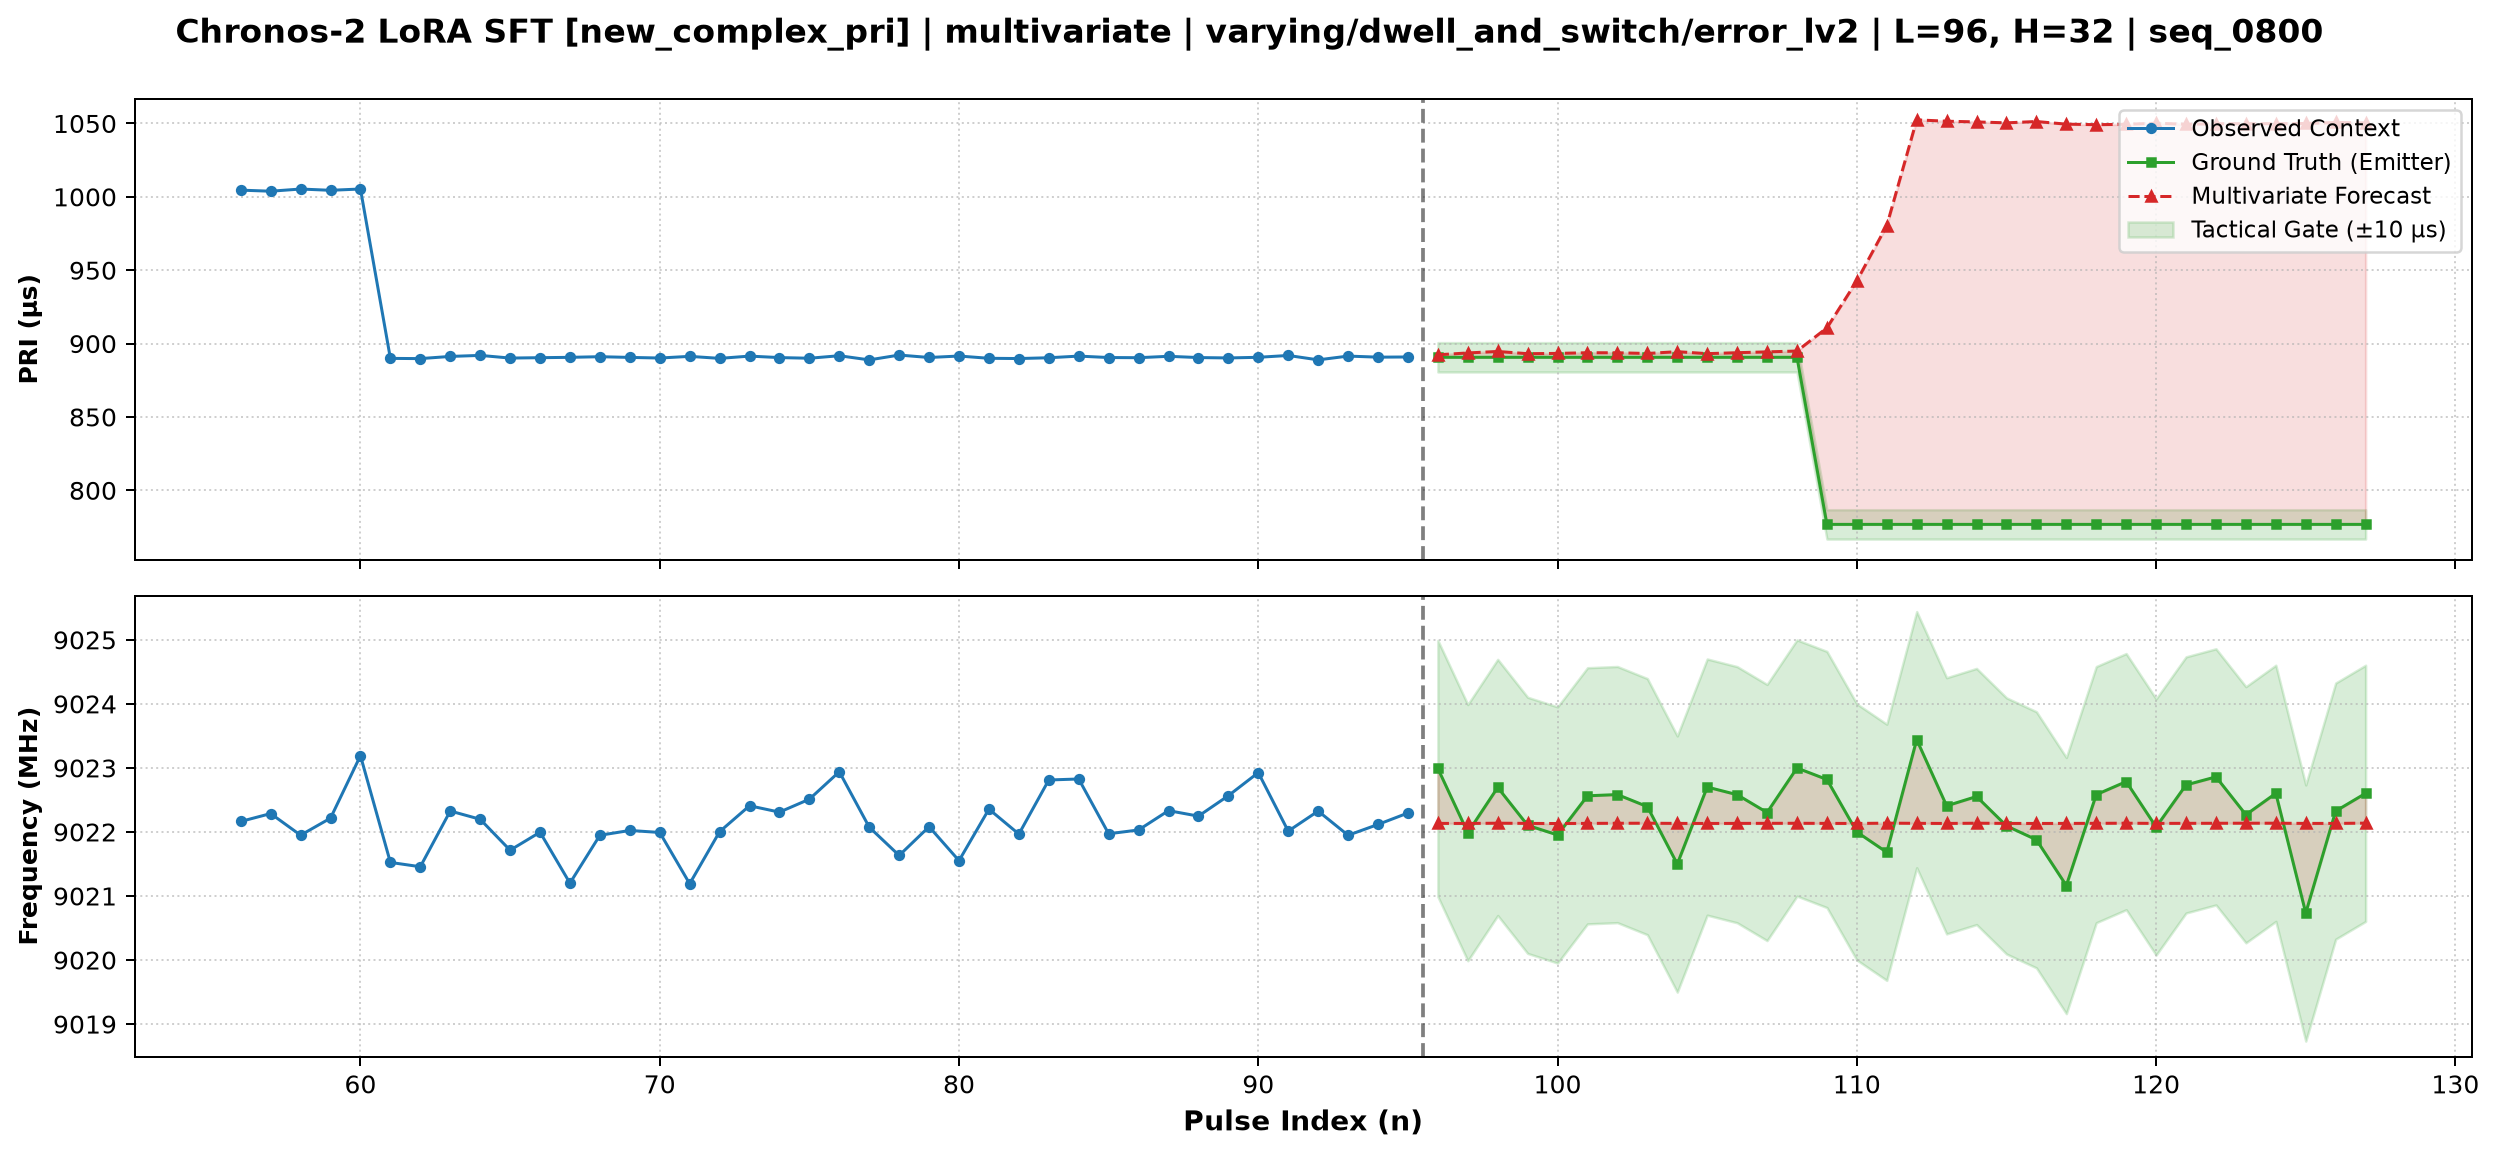 Chronos-2 LoRA SFT [new_complex_pri] | multivariate | varying/dwell_and_switch/error_lv2 | L=96, H=32 | seq_0800
PRI (µs)
1050
1000
950
900
850
800
Observed Context
Ground Truth (Emitter)
Multivariate Forecast
Tactical Gate (±10 µs)
Frequency (MHz)
9025
9024
9023
9022
9021
9020
9019
60 70 80 90 100 110 120 130
Pulse Index (n)